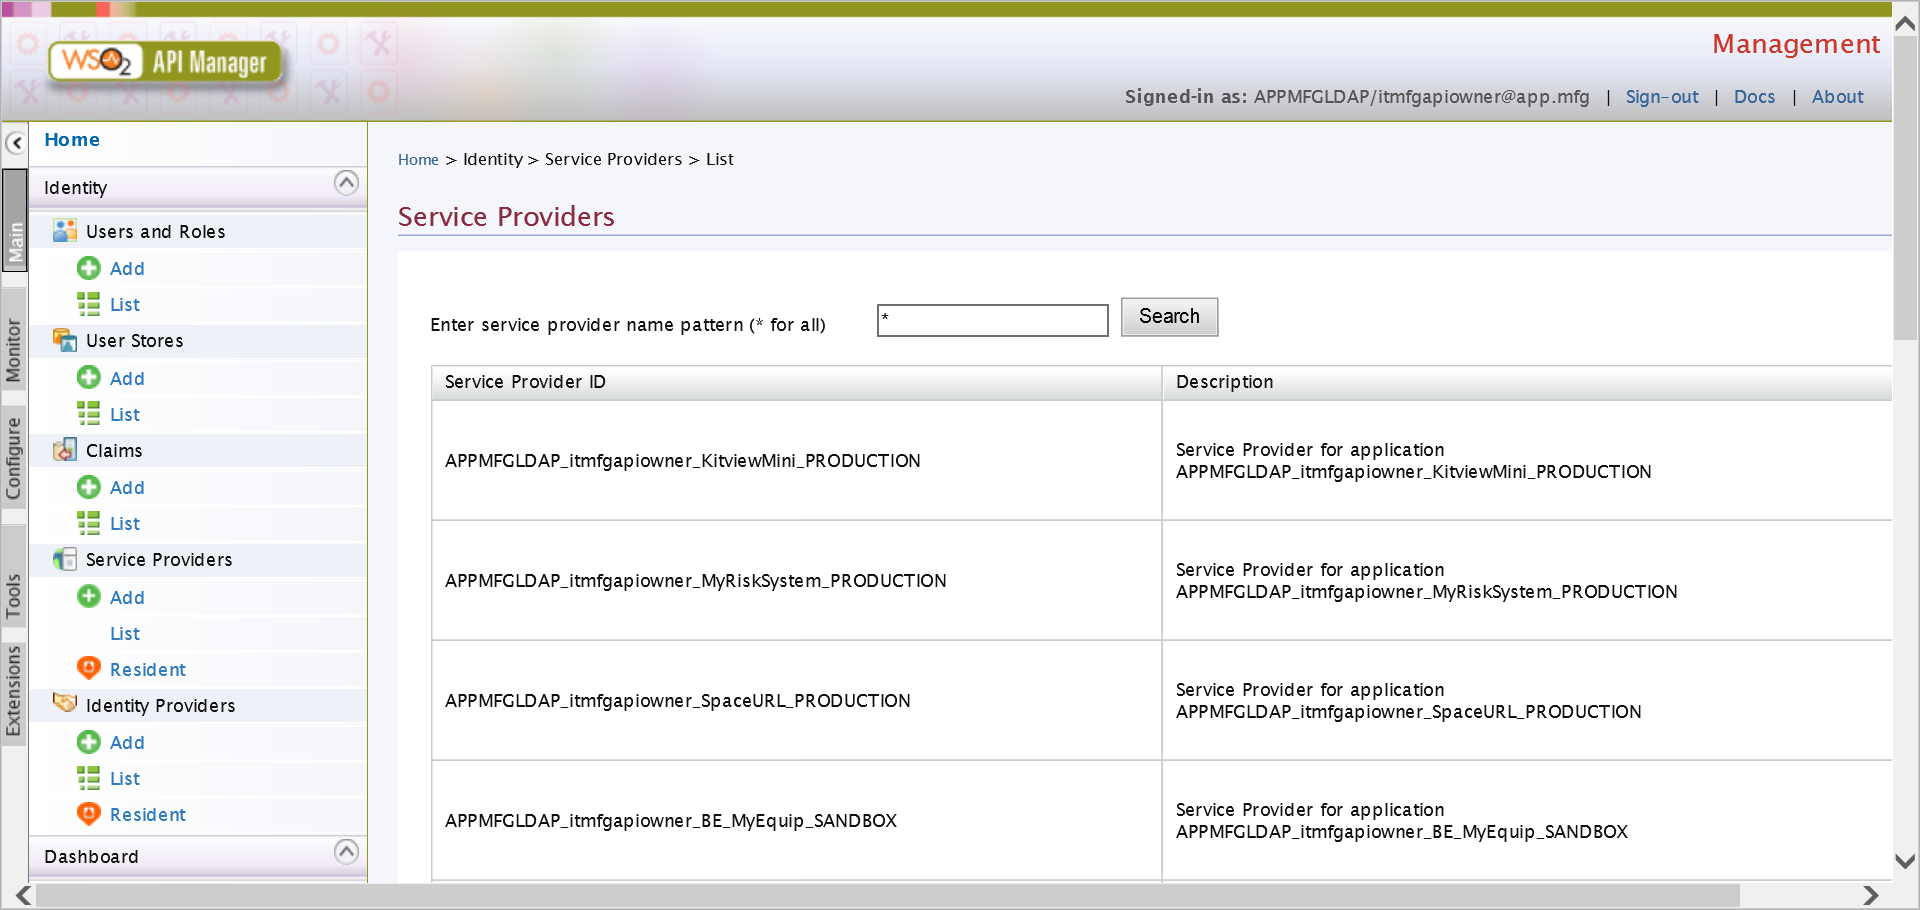 WSO2 API Manager
Management
Signed-in as: APPMFGLDAP/itmfgapiowner@app.mfg | Sign-out | Docs | About
Main
Monitor
Configure
Tools
Extensions
Home
Identity
Users and Roles
Add
List
User Stores
Add
List
Claims
Add
List
Service Providers
Add
List
Resident
Identity Providers
Add
List
Resident
Dashboard
Home > Identity > Service Providers > List
Service Providers
Enter service provider name pattern (* for all) * Search
Service Provider ID Description
APPMFGLDAP_itmfgapiowner_KitviewMini_PRODUCTION
Service Provider for application
APPMFGLDAP_itmfgapiowner_KitviewMini_PRODUCTION
APPMFGLDAP_itmfgapiowner_MyRiskSystem_PRODUCTION
Service Provider for application
APPMFGLDAP_itmfgapiowner_MyRiskSystem_PRODUCTION
APPMFGLDAP_itmfgapiowner_SpaceURL_PRODUCTION
Service Provider for application
APPMFGLDAP_itmfgapiowner_SpaceURL_PRODUCTION
APPMFGLDAP_itmfgapiowner_BE_MyEquip_SANDBOX
Service Provider for application
APPMFGLDAP_itmfgapiowner_BE_MyEquip_SANDBOX